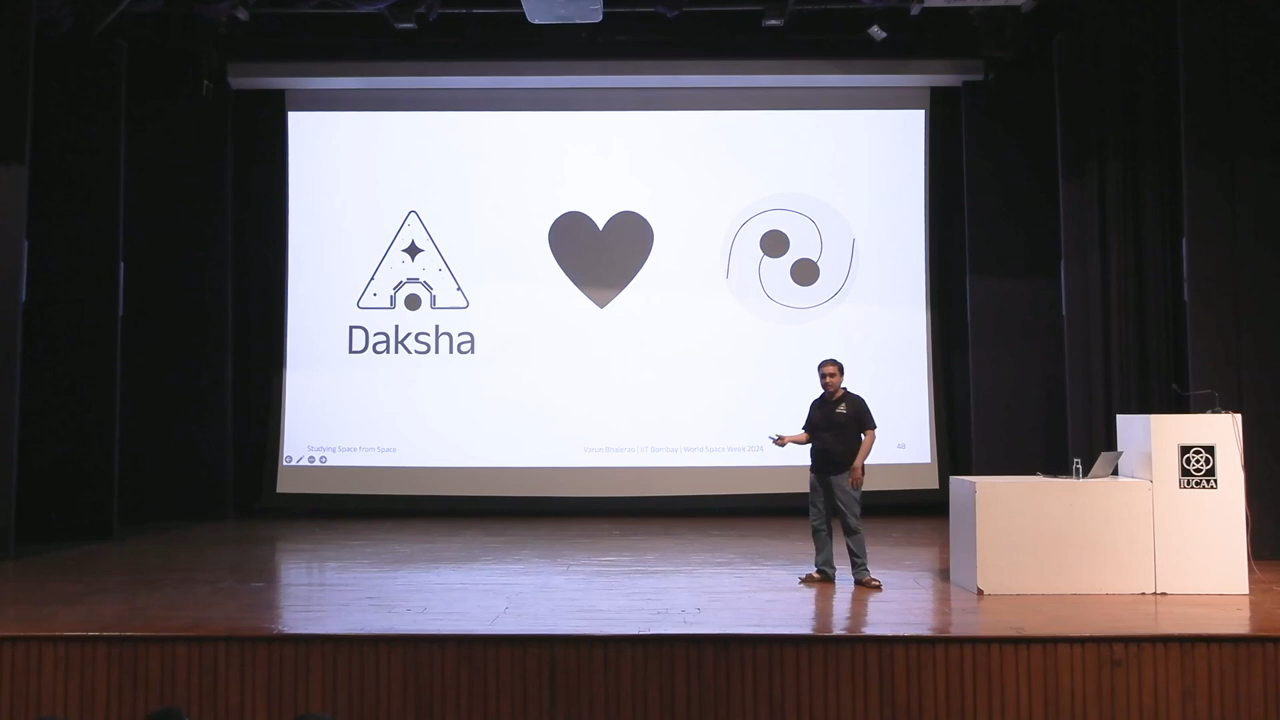 Daksha
Studying Space from Space
Varun Bhalerao | IIT Bombay | World Space Week 2024
48
IUCAA